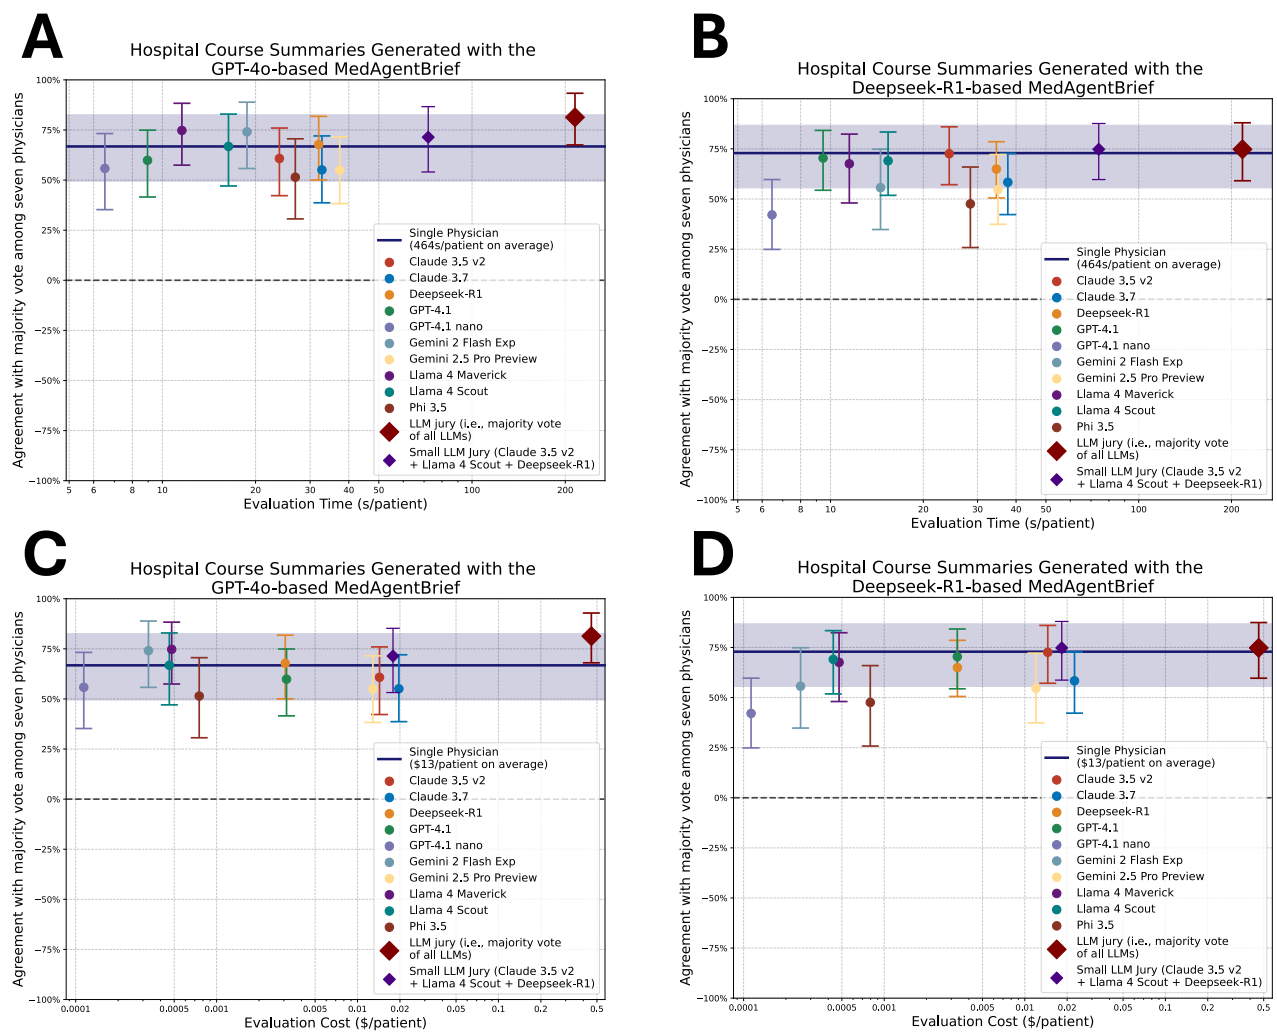 A
Hospital Course Summaries Generated with the
GPT-4o-based MedAgentBrief
Agreement with majority vote among seven physicians
100%
75%
50%
25%
0%
−25%
−50%
−75%
−100%
Single Physician
(464s/patient on average)
Claude 3.5 v2
Claude 3.7
Deepseek-R1
GPT-4.1
GPT-4.1 nano
Gemini 2 Flash Exp
Gemini 2.5 Pro Preview
Llama 4 Maverick
Llama 4 Scout
Phi 3.5
LLM jury (i.e., majority vote
of all LLMs)
Small LLM Jury (Claude 3.5 v2
+ Llama 4 Scout + Deepseek-R1)
5 6 8 10 20 30 40 50 100 200
Evaluation Time (s/patient)
B
Hospital Course Summaries Generated with the
Deepseek-R1-based MedAgentBrief
Agreement with majority vote among seven physicians
100%
75%
50%
25%
0%
−25%
−50%
−75%
−100%
Single Physician
(464s/patient on average)
Claude 3.5 v2
Claude 3.7
Deepseek-R1
GPT-4.1
GPT-4.1 nano
Gemini 2 Flash Exp
Gemini 2.5 Pro Preview
Llama 4 Maverick
Llama 4 Scout
Phi 3.5
LLM jury (i.e., majority vote
of all LLMs)
Small LLM Jury (Claude 3.5 v2
+ Llama 4 Scout + Deepseek-R1)
5 6 8 10 20 30 40 50 100 200
Evaluation Time (s/patient)
C
Hospital Course Summaries Generated with the
GPT-4o-based MedAgentBrief
Agreement with majority vote among seven physicians
100%
75%
50%
25%
0%
−25%
−50%
−75%
−100%
Single Physician
($13/patient on average)
Claude 3.5 v2
Claude 3.7
Deepseek-R1
GPT-4.1
GPT-4.1 nano
Gemini 2 Flash Exp
Gemini 2.5 Pro Preview
Llama 4 Maverick
Llama 4 Scout
Phi 3.5
LLM jury (i.e., majority vote
of all LLMs)
Small LLM Jury (Claude 3.5 v2
+ Llama 4 Scout + Deepseek-R1)
0.0001 0.0005 0.001 0.005 0.01 0.02 0.05 0.1 0.2 0.5
Evaluation Cost ($/patient)
D
Hospital Course Summaries Generated with the
Deepseek-R1-based MedAgentBrief
Agreement with majority vote among seven physicians
100%
75%
50%
25%
0%
−25%
−50%
−75%
−100%
Single Physician
($13/patient on average)
Claude 3.5 v2
Claude 3.7
Deepseek-R1
GPT-4.1
GPT-4.1 nano
Gemini 2 Flash Exp
Gemini 2.5 Pro Preview
Llama 4 Maverick
Llama 4 Scout
Phi 3.5
LLM jury (i.e., majority vote
of all LLMs)
Small LLM Jury (Claude 3.5 v2
+ Llama 4 Scout + Deepseek-R1)
0.0001 0.0005 0.001 0.005 0.01 0.02 0.05 0.1 0.2 0.5
Evaluation Cost ($/patient)